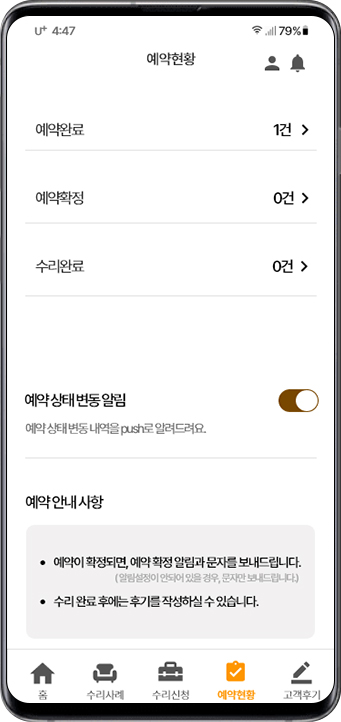 U⁺ 4:47 79%
예약현황
예약완료 1건
예약확정 0건
수리완료 0건
예약 상태 변동 알림
예약 상태 변동 내역을 push로 알려드려요.
예약 안내 사항
• 예약이 확정되면, 예약 확정 알림과 문자를 보내드립니다.
( 알림설정이 안되어 있을 경우, 문자만 보내드립니다.)
• 수리 완료 후에는 후기를 작성하실 수 있습니다.
홈 수리사례 수리신청 예약현황 고객후기